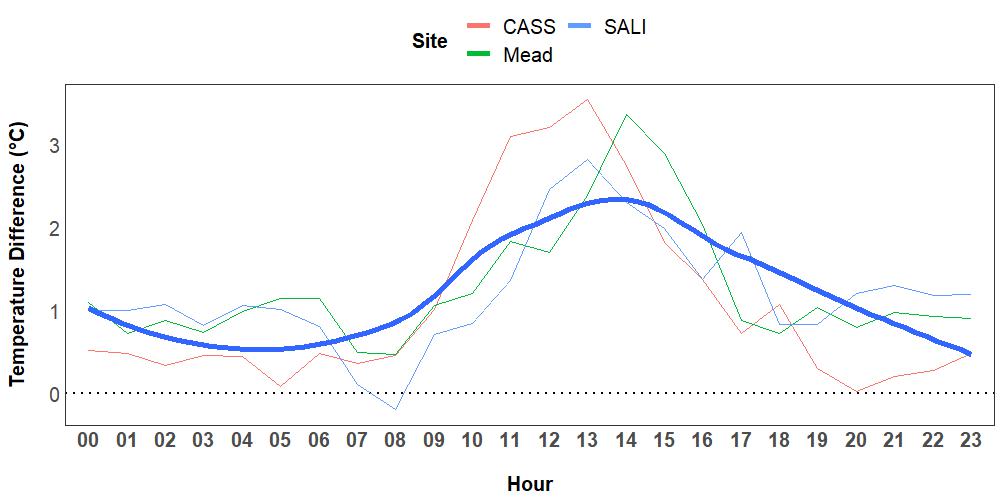 Site CASS SALI
Mead
Temperature Difference (°C)
3
2
1
0
00 01 02 03 04 05 06 07 08 09 10 11 12 13 14 15 16 17 18 19 20 21 22 23
Hour